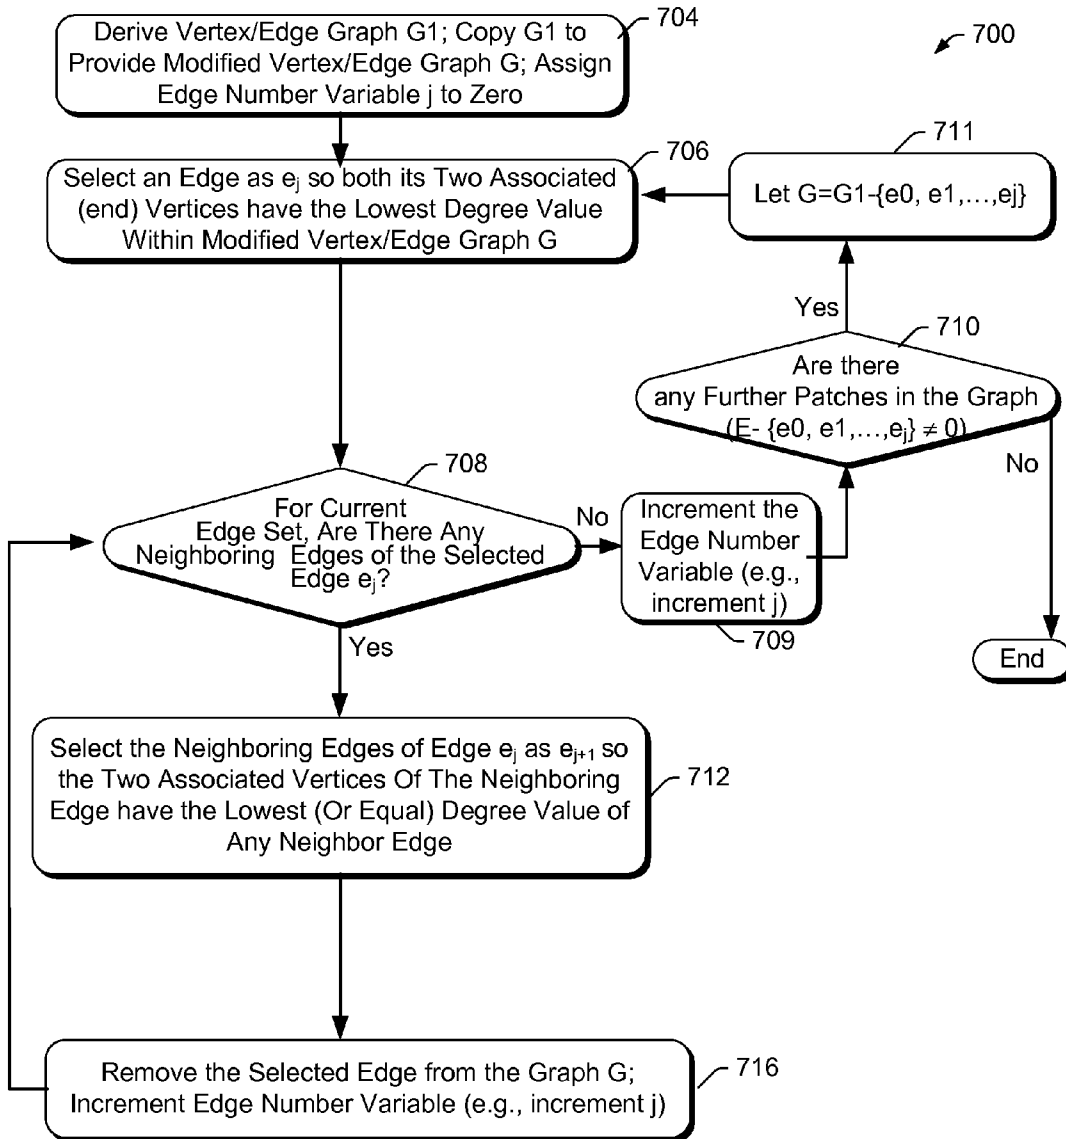 704
Derive Vertex/Edge Graph G1; Copy G1 to
Provide Modified Vertex/Edge Graph G; Assign
Edge Number Variable j to Zero
700
706
Select an Edge as ej so both its Two Associated
(end) Vertices have the Lowest Degree Value
Within Modified Vertex/Edge Graph G
711
Let G=G1-{e0, e1,...,ej}
Yes
710
Are there
any Further Patches in the Graph
(E- {e0, e1,...,ej} ≠ 0)
No
708
For Current
Edge Set, Are There Any
Neighboring Edges of the Selected
Edge ej?
No
Increment the
Edge Number
Variable (e.g.,
increment j)
709
Yes
End
Select the Neighboring Edges of Edge ej as ej+1 so
the Two Associated Vertices Of The Neighboring
Edge have the Lowest (Or Equal) Degree Value of
Any Neighbor Edge
712
Remove the Selected Edge from the Graph G;
Increment Edge Number Variable (e.g., increment j)
716